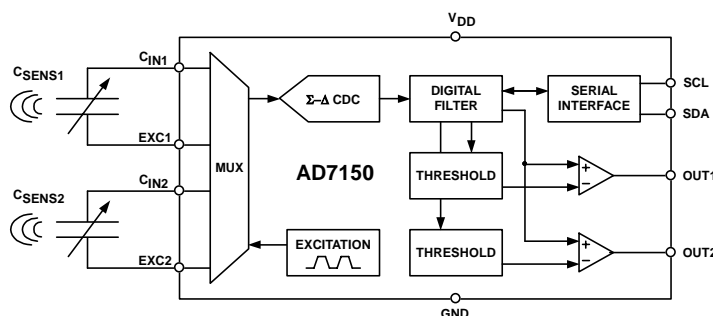 VDD
CIN1
CSENS1
EXC1
CIN2
CSENS2
EXC2
MUX
Σ-Δ CDC
DIGITAL
FILTER
SERIAL
INTERFACE
SCL
SDA
AD7150
THRESHOLD
+
−
OUT1
EXCITATION
THRESHOLD
+
−
OUT2
GND